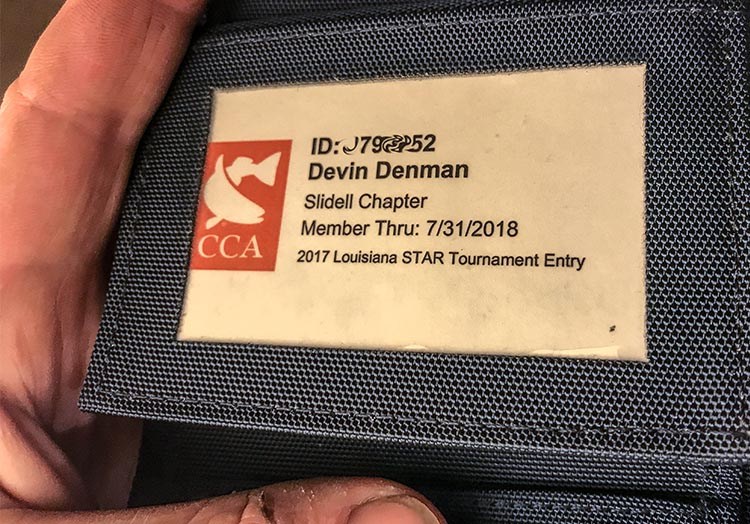 CCA
ID:
Devin Denman
Slidell Chapter
Member Thru: 7/31/2018
2017 Louisiana STAR Tournament Entry